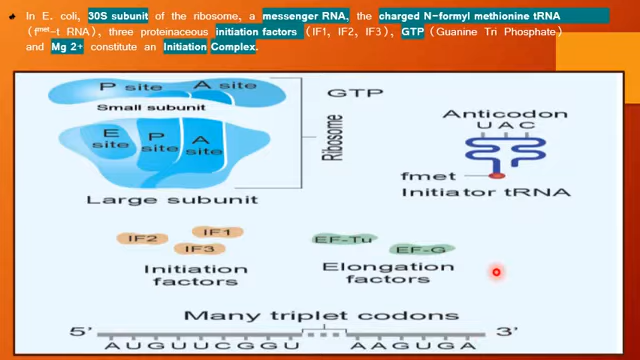 In E. coli, 30S subunit of the ribosome, a messenger RNA, the charged N-formyl methionine tRNA
(fmet-t RNA), three proteinaceous initiation factors (IF1, IF2, IF3), GTP (Guanine Tri Phosphate)
and Mg 2+ constitute an Initiation Complex.
P site A site
Small subunit
GTP
E site
P site
A site
Ribosome
Large subunit
Anticodon
U A C
fmet
Initiator tRNA
IF2 IF1
IF3
Initiation factors
EF-Tu
EF-G
Elongation factors
Many triplet codons
5' 3'
A U G U U C G G U A A G U G A